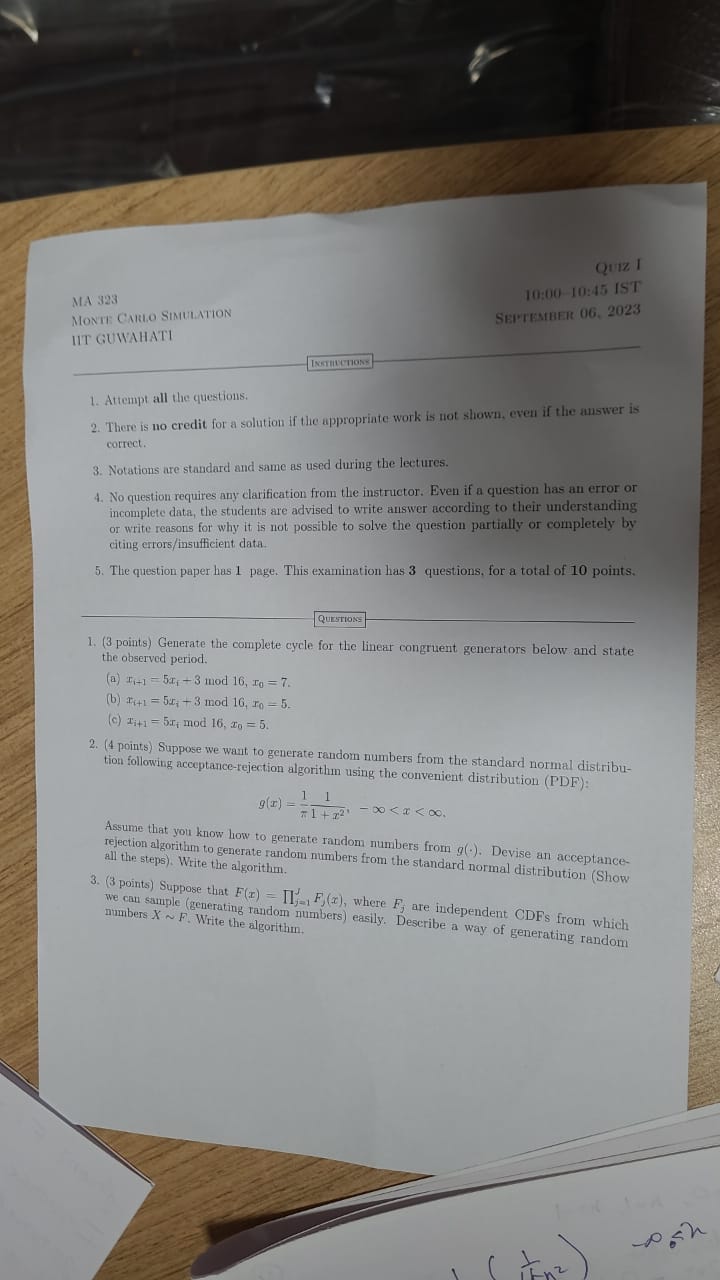 MA 323
MONTE CARLO SIMULATION
IIT GUWAHATI
QUIZ I
10:00–10:45 IST
SEPTEMBER 06, 2023
INSTRUCTIONS
1. Attempt all the questions.
2. There is no credit for a solution if the appropriate work is not shown, even if the answer is
correct.
3. Notations are standard and same as used during the lectures.
4. No question requires any clarification from the instructor. Even if a question has an error or
incomplete data, the students are advised to write answer according to their understanding
or write reasons for why it is not possible to solve the question partially or completely by
citing errors/insufficient data.
5. The question paper has 1 page. This examination has 3 questions, for a total of 10 points.
QUESTIONS
1. (3 points) Generate the complete cycle for the linear congruent generators below and state
the observed period.
(a) x_{i+1} = 5x_i + 3 mod 16, x_0 = 7.
(b) x_{i+1} = 5x_i + 3 mod 16, x_0 = 5.
(c) x_{i+1} = 5x_i mod 16, x_0 = 5.
2. (4 points) Suppose we want to generate random numbers from the standard normal distribu-
tion following acceptance-rejection algorithm using the convenient distribution (PDF):
g(x) = \frac{1}{π} \frac{1}{1 + x²}, −∞ < x < ∞.
Assume that you know how to generate random numbers from g(·). Devise an acceptance-
rejection algorithm to generate random numbers from the standard normal distribution (Show
all the steps). Write the algorithm.
3. (3 points) Suppose that F(x) = ∏_{j=1}^{J} F_j(x), where F_j are independent CDFs from which
we can sample (generating random numbers) easily. Describe a way of generating random
numbers X ∼ F. Write the algorithm.